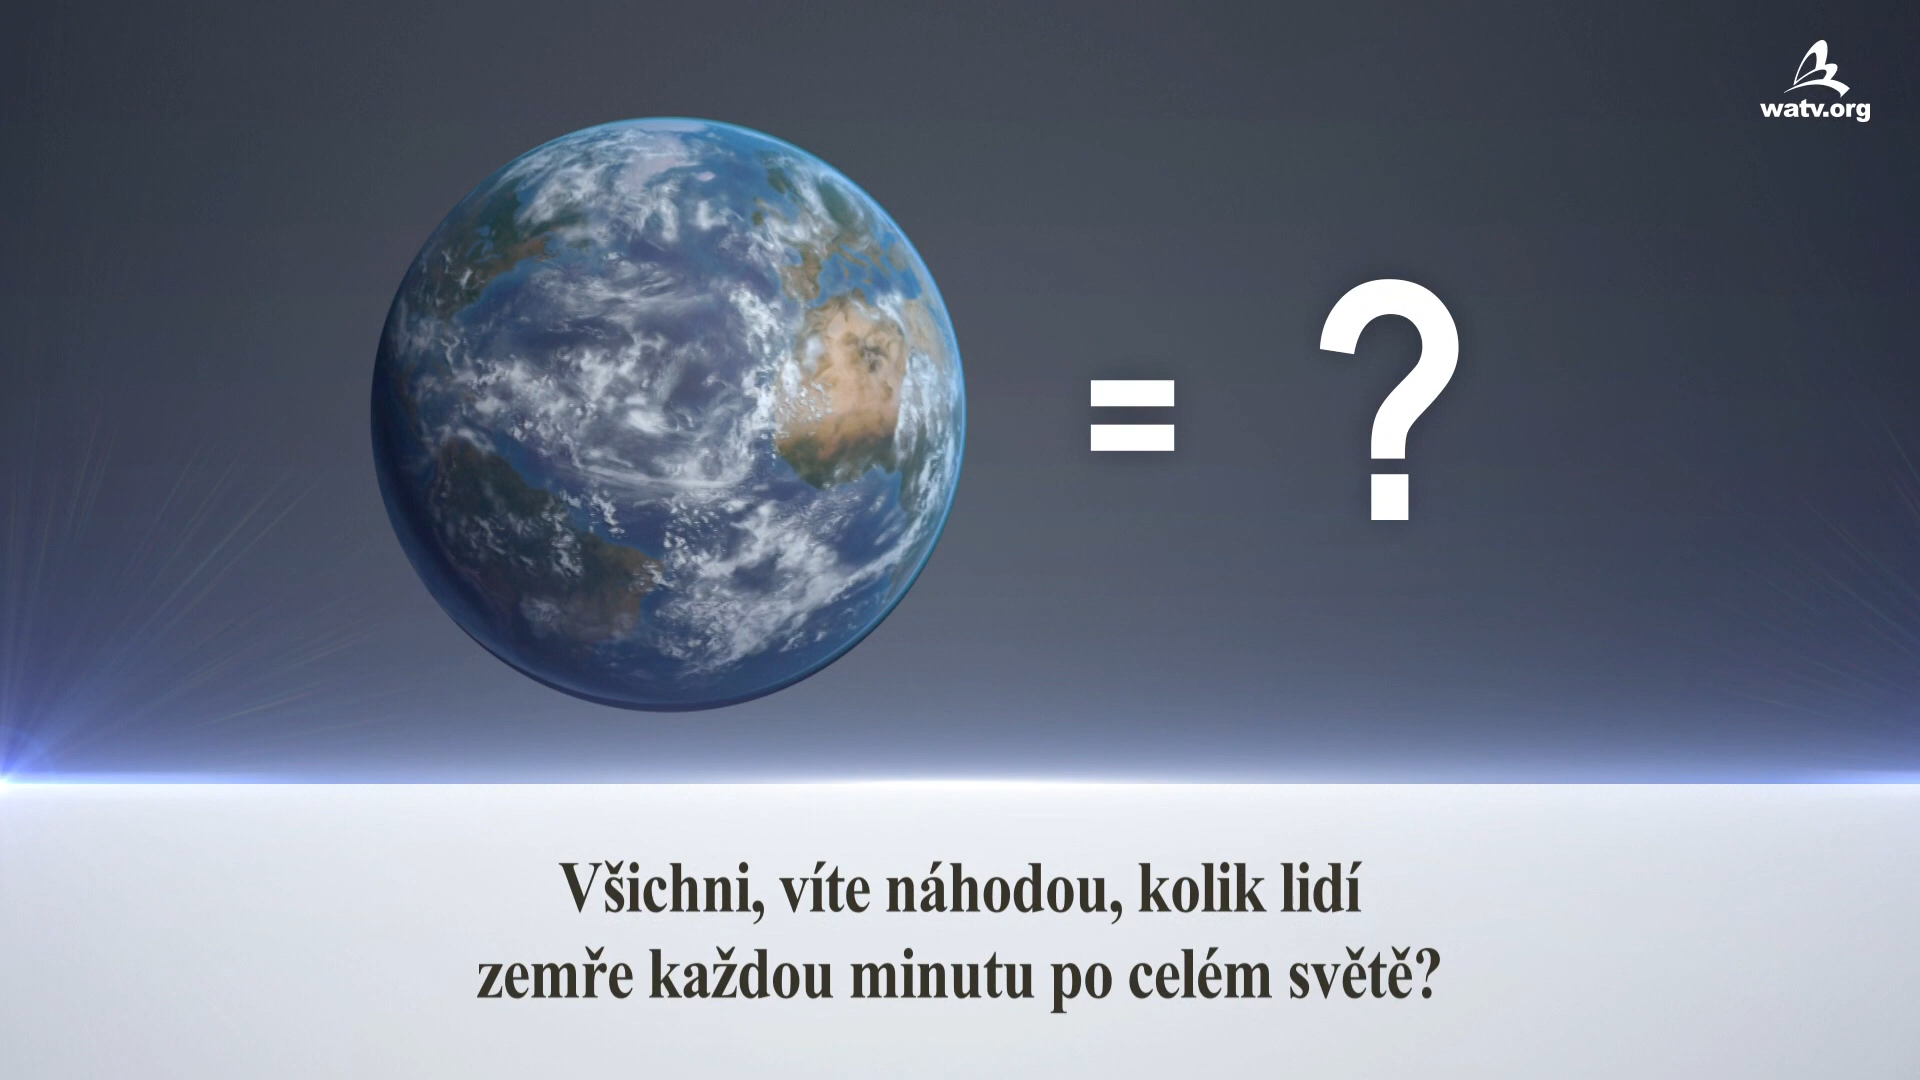 watv.org
= ?
Všichni, víte náhodou, kolik lidí
zemře každou minutu po celém světě?